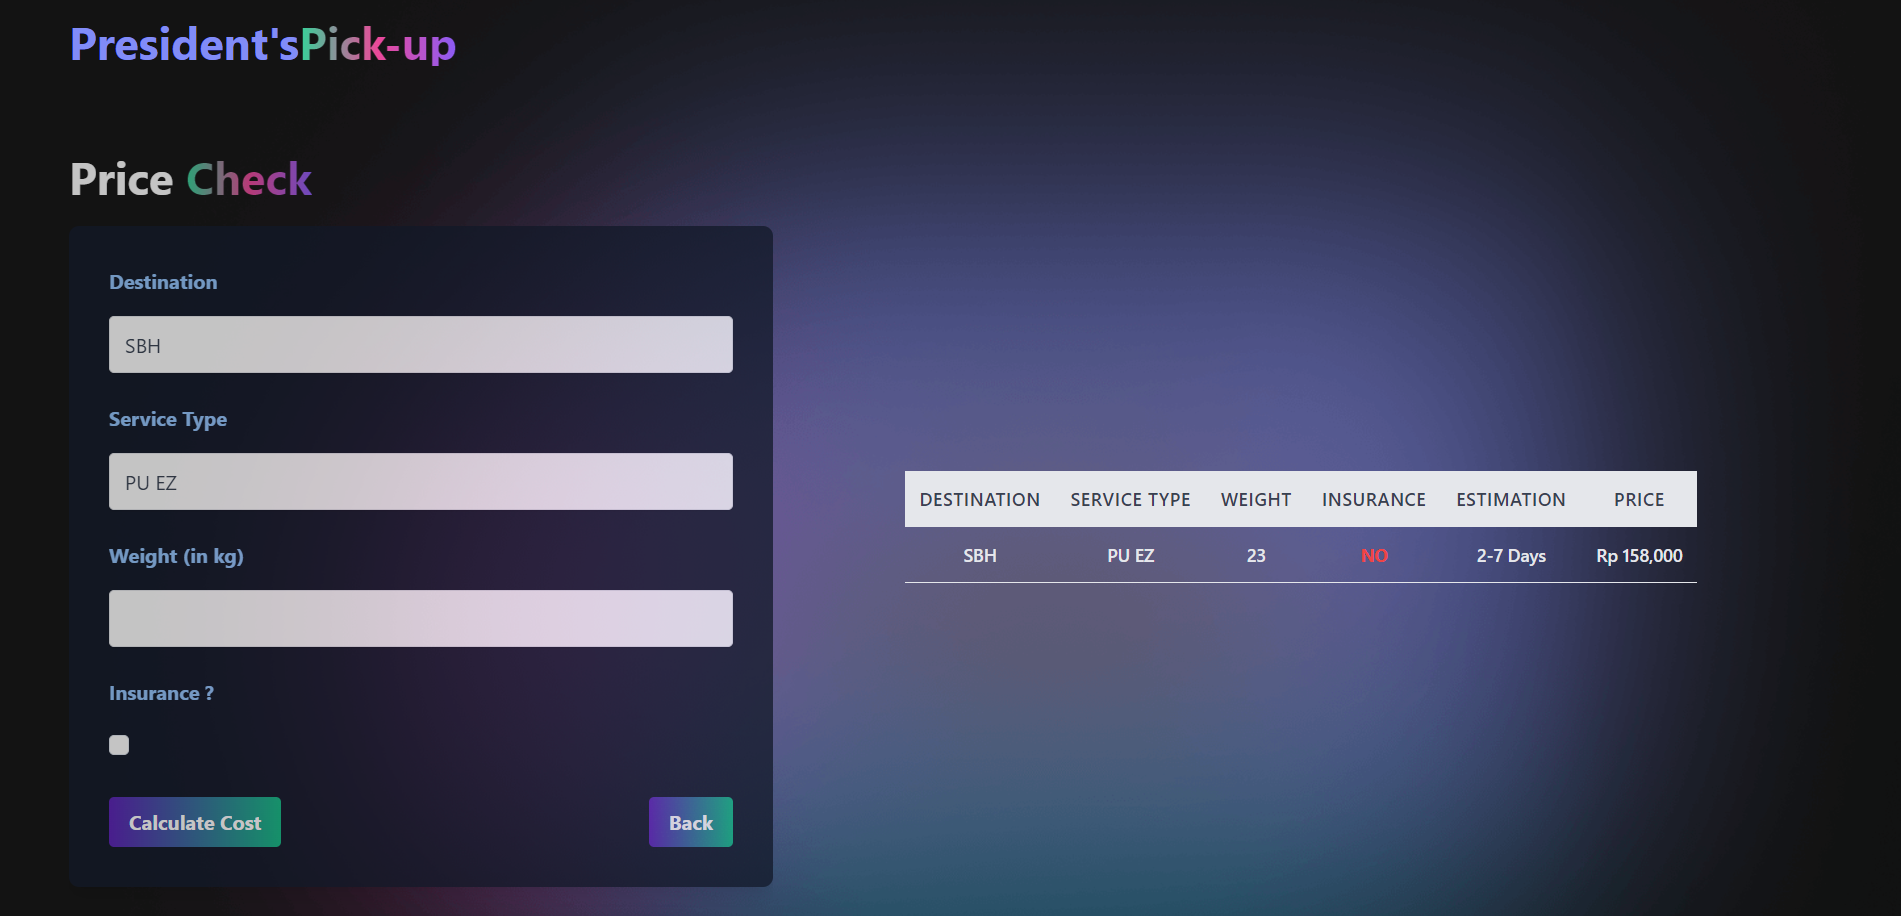 President'sPick-up
Price Check
Destination
SBH
Service Type
PU EZ
Weight (in kg)
Insurance ?
Calculate Cost
Back
DESTINATION SERVICE TYPE WEIGHT INSURANCE ESTIMATION PRICE
SBH PU EZ 23 NO 2-7 Days Rp 158,000